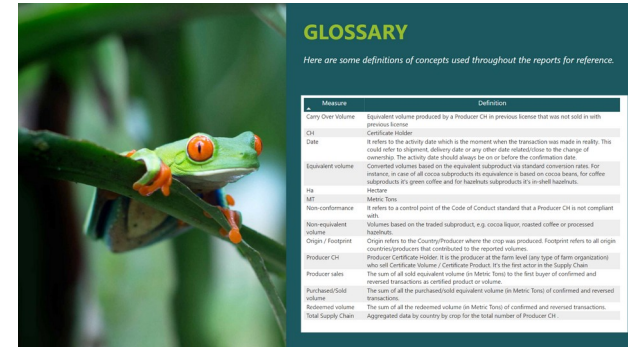 GLOSSARY
Here are some definitions of concepts used throughout the reports for reference.
Measure Definition
Carry Over Volume Equivalent volume produced by a Producer CH in previous license that was not sold in with
previous license
CH Certificate Holder
Date It refers to the activity date which is the moment when the transaction was made in reality. This
could refer to shipment, delivery date or any other date related/close to the change of
ownership. The activity date should always be on or before the confirmation date.
Equivalent volume Converted volumes based on the equivalent subproduct via standard conversion rates. For
instance, in case of all cocoa subproducts its equivalence is based on cocoa beans, for coffee
subproducts it's green coffee and for hazelnuts subproducts it's in-shell hazelnuts.
Ha Hectare
MT Metric Tons
Non-conformance It refers to a control point of the Code of Conduct standard that a Producer CH is not compliant
with.
Non-equivalent Volumes based on the traded subproduct, e.g. cocoa liquor, roasted coffee or processed
volume hazelnuts.
Origin / Footprint Origin refers to the Country/Producer where the crop was produced. Footprint refers to all origin
countries/producers that contributed to the reported volumes.
Producer CH Producer Certificate Holder. It is the producer at the farm level (any type of farm organization)
who sell Certificate Volume / Certificate Product. It's the first actor in the Supply Chain
Producer sales The sum of all sold equivalent volume (in Metric Tons) to the first buyer of confirmed and
reversed transactions as certified product or volume.
Purchased/Sold The sum of all the purchased/sold equivalent volume (in Metric Tons) of confirmed and reversed
volume transactions.
Redeemed volume The sum of all the redeemed volume (in Metric Tons) of confirmed and reversed transactions.
Total Supply Chain Aggregated data by country by crop for the total number of Producer CH .